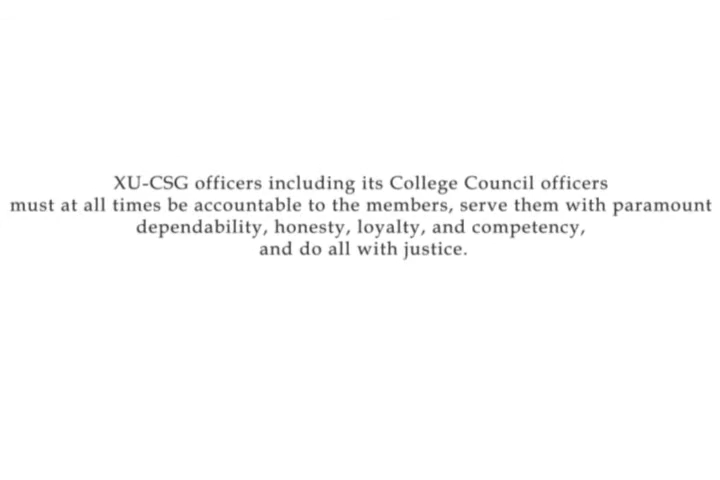 XU-CSG officers including its College Council officers
must at all times be accountable to the members, serve them with paramount
dependability, honesty, loyalty, and competency,
and do all with justice.